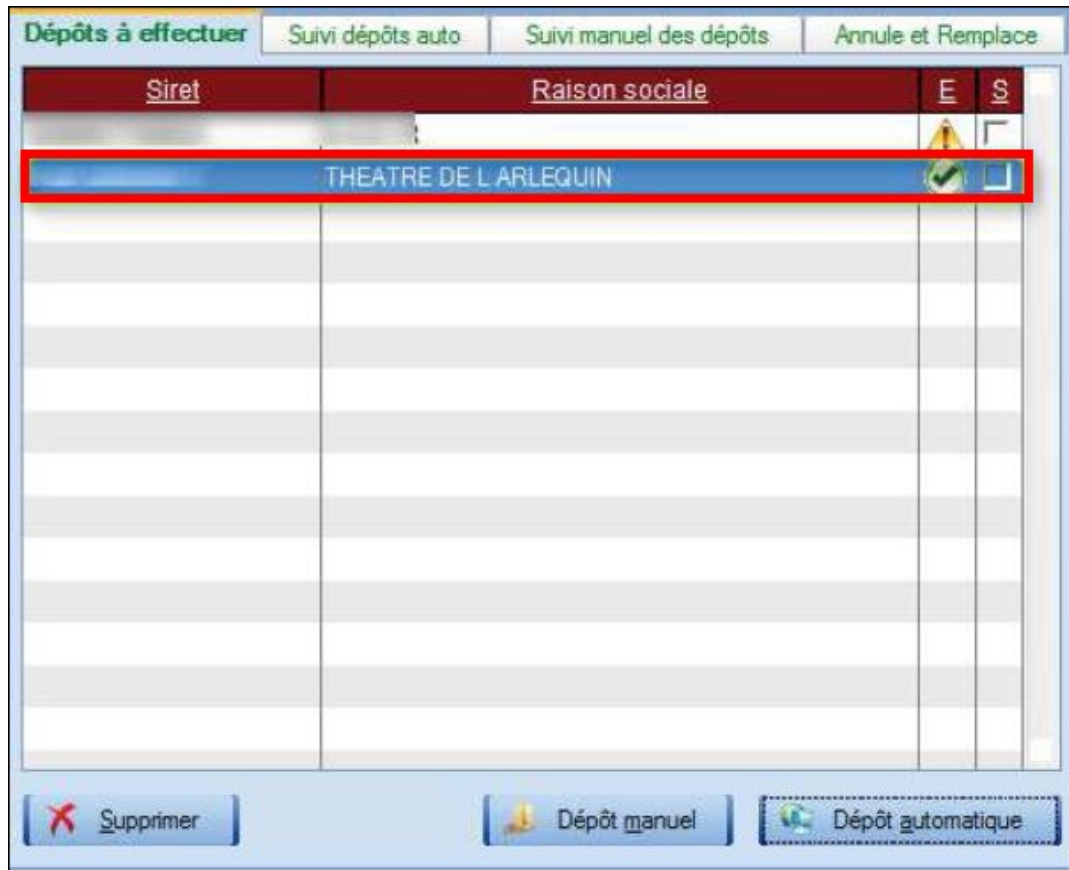 Dépôts à effectuer Suivi dépôts auto Suivi manuel des dépôts Annule et Remplace
Siret Raison sociale E S
THEATRE DE L ARLEQUIN
Supprimer Dépôt manuel Dépôt automatique